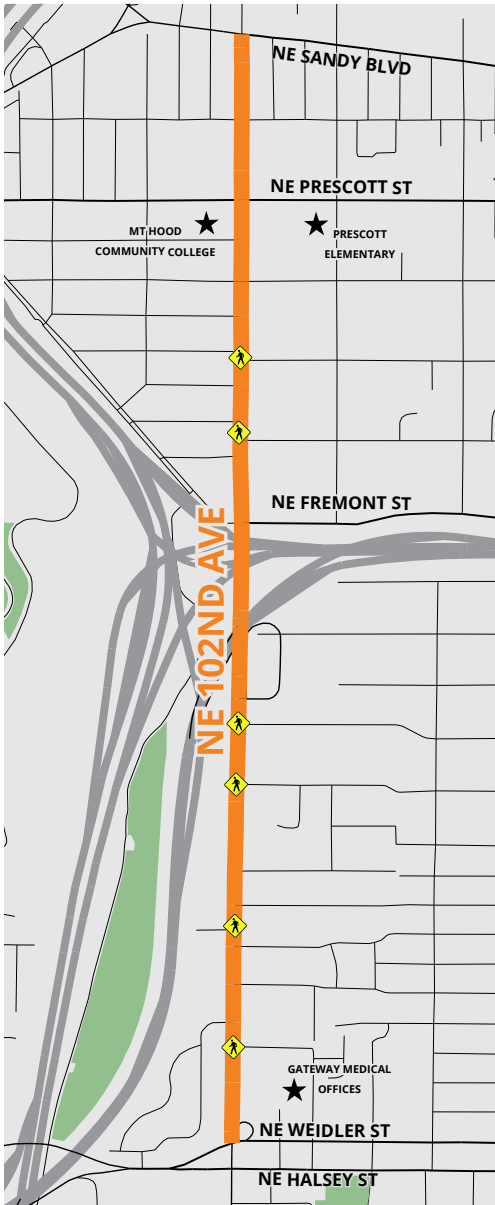 NE SANDY BLVD
NE PRESCOTT ST
MT HOOD
COMMUNITY COLLEGE
PRESCOTT
ELEMENTARY
NE FREMONT ST
NE 102ND AVE
GATEWAY MEDICAL
OFFICES
NE WEIDLER ST
NE HALSEY ST